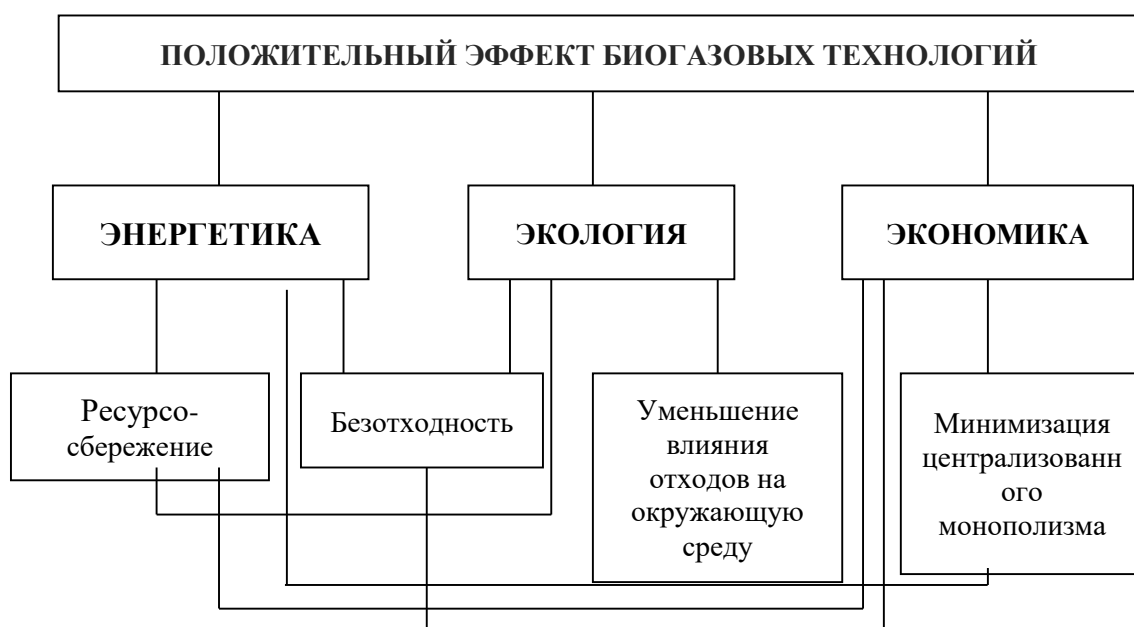 ПОЛОЖИТЕЛЬНЫЙ ЭФФЕКТ БИОГАЗОВЫХ ТЕХНОЛОГИЙ
ЭНЕРГЕТИКА
ЭКОЛОГИЯ
ЭКОНОМИКА
Ресурсо-
сбережение
Безотходность
Уменьшение
влияния
отходов на
окружающую
среду
Минимизация
централизованн
ого
монополизма